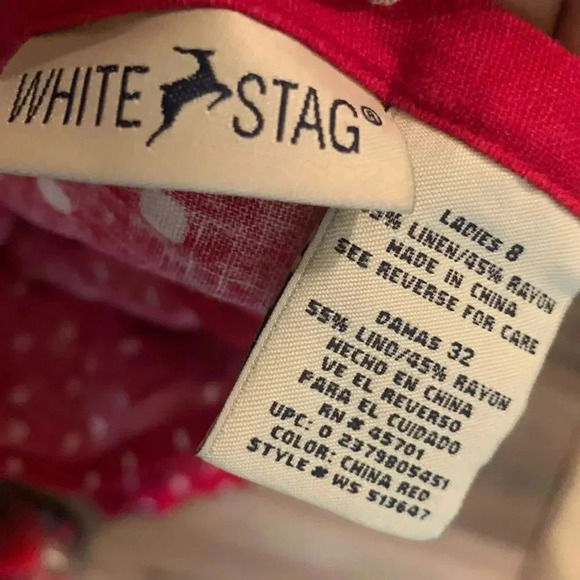 WHITE STAG®
LADIES 8
5% LINEN/45% RAYON
MADE IN CHINA
SEE REVERSE FOR CARE
DAMAS 32
55% LINO/45% RAYON
HECHO EN CHINA
VE EL REVERSO
PARA EL CUIDADO
RN # 45701
UPC: 0 2379805451
COLOR: CHINA RED
STYLE # WS 513647